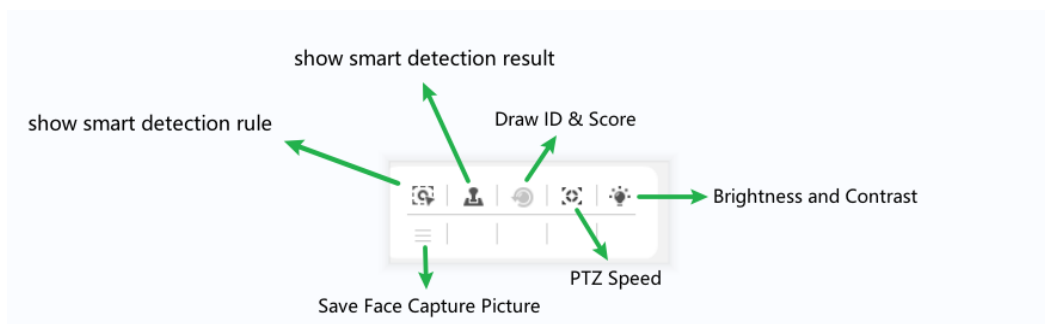 show smart detection result
show smart detection rule
Draw ID & Score
Brightness and Contrast
PTZ Speed
Save Face Capture Picture